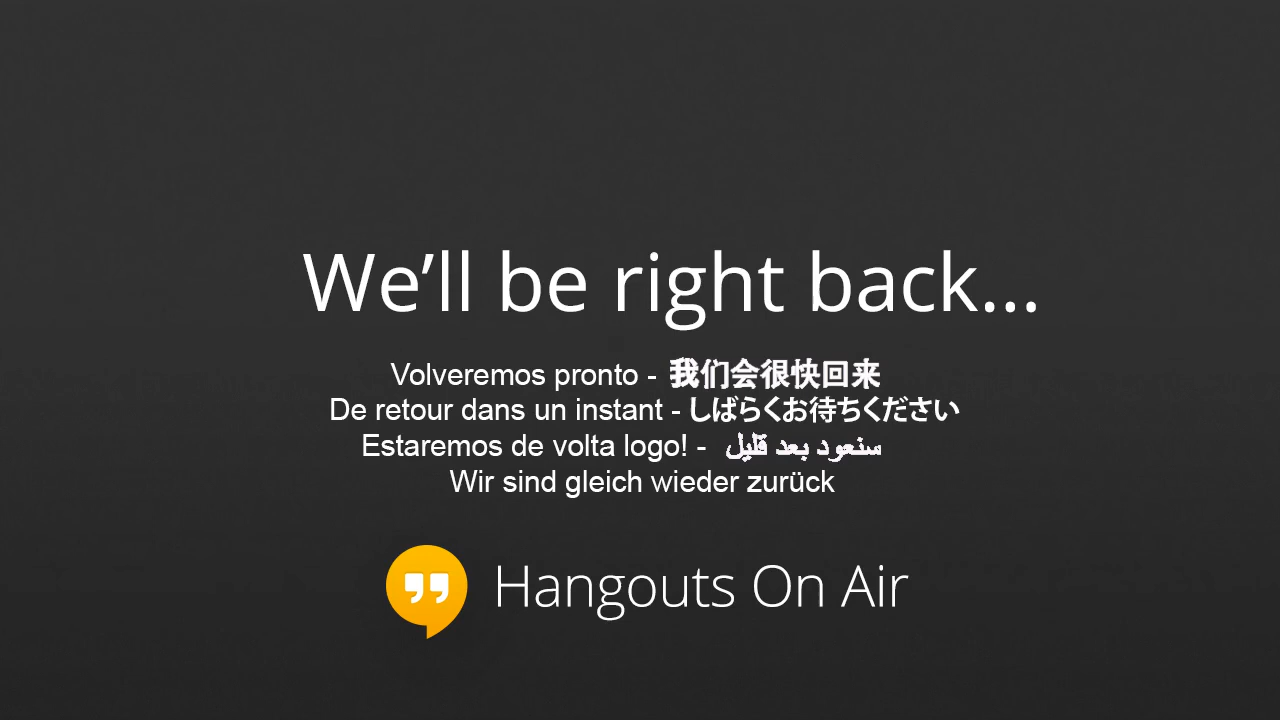 We’ll be right back...
Volveremos pronto - 我们会很快回来
De retour dans un instant - しばらくお待ちください
Estaremos de volta logo! - سنعود بعد قليل
Wir sind gleich wieder zurück
Hangouts On Air